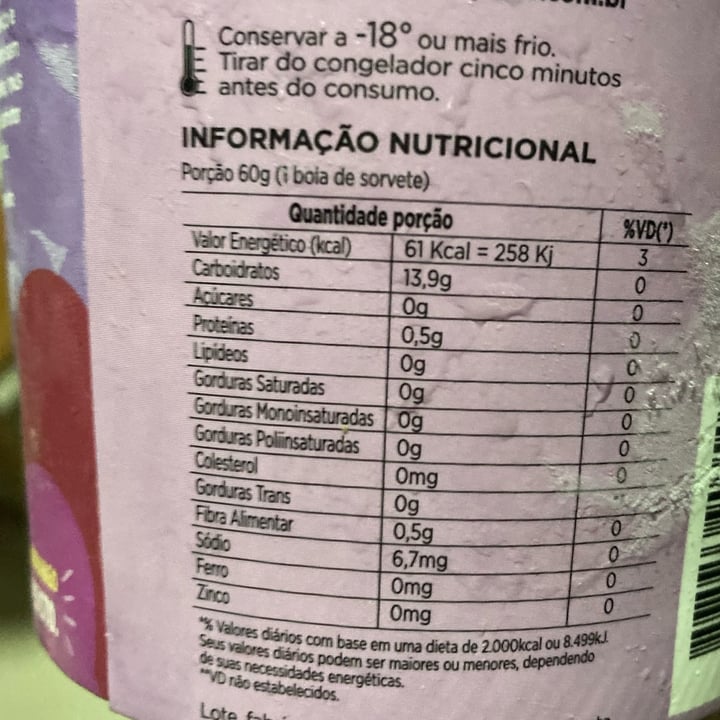 Conservar a -18° ou mais frio.
Tirar do congelador cinco minutos
antes do consumo.
INFORMAÇÃO NUTRICIONAL
Porção 60g (1 bola de sorvete)
Quantidade porção %VD(*)
Valor Energético (kcal) 61 Kcal = 258 Kj 3
Carboidratos 13,9g 0
Açúcares 0g 0
Proteínas 0,5g 0
Lipídeos 0g 0
Gorduras Saturadas 0g 0
Gorduras Monoinsaturadas 0g 0
Gorduras Poliinsaturadas 0g 0
Colesterol 0mg 0
Gorduras Trans 0g
Fibra Alimentar 0,5g 0
Sódio 6,7mg 0
Ferro 0mg 0
Zinco 0mg 0
*% Valores diários com base em uma dieta de 2.000kcal ou 8.499kJ.
Seus valores diários podem ser maiores ou menores, dependendo
de suas necessidades energéticas.
**VD não estabelecidos.
Lote